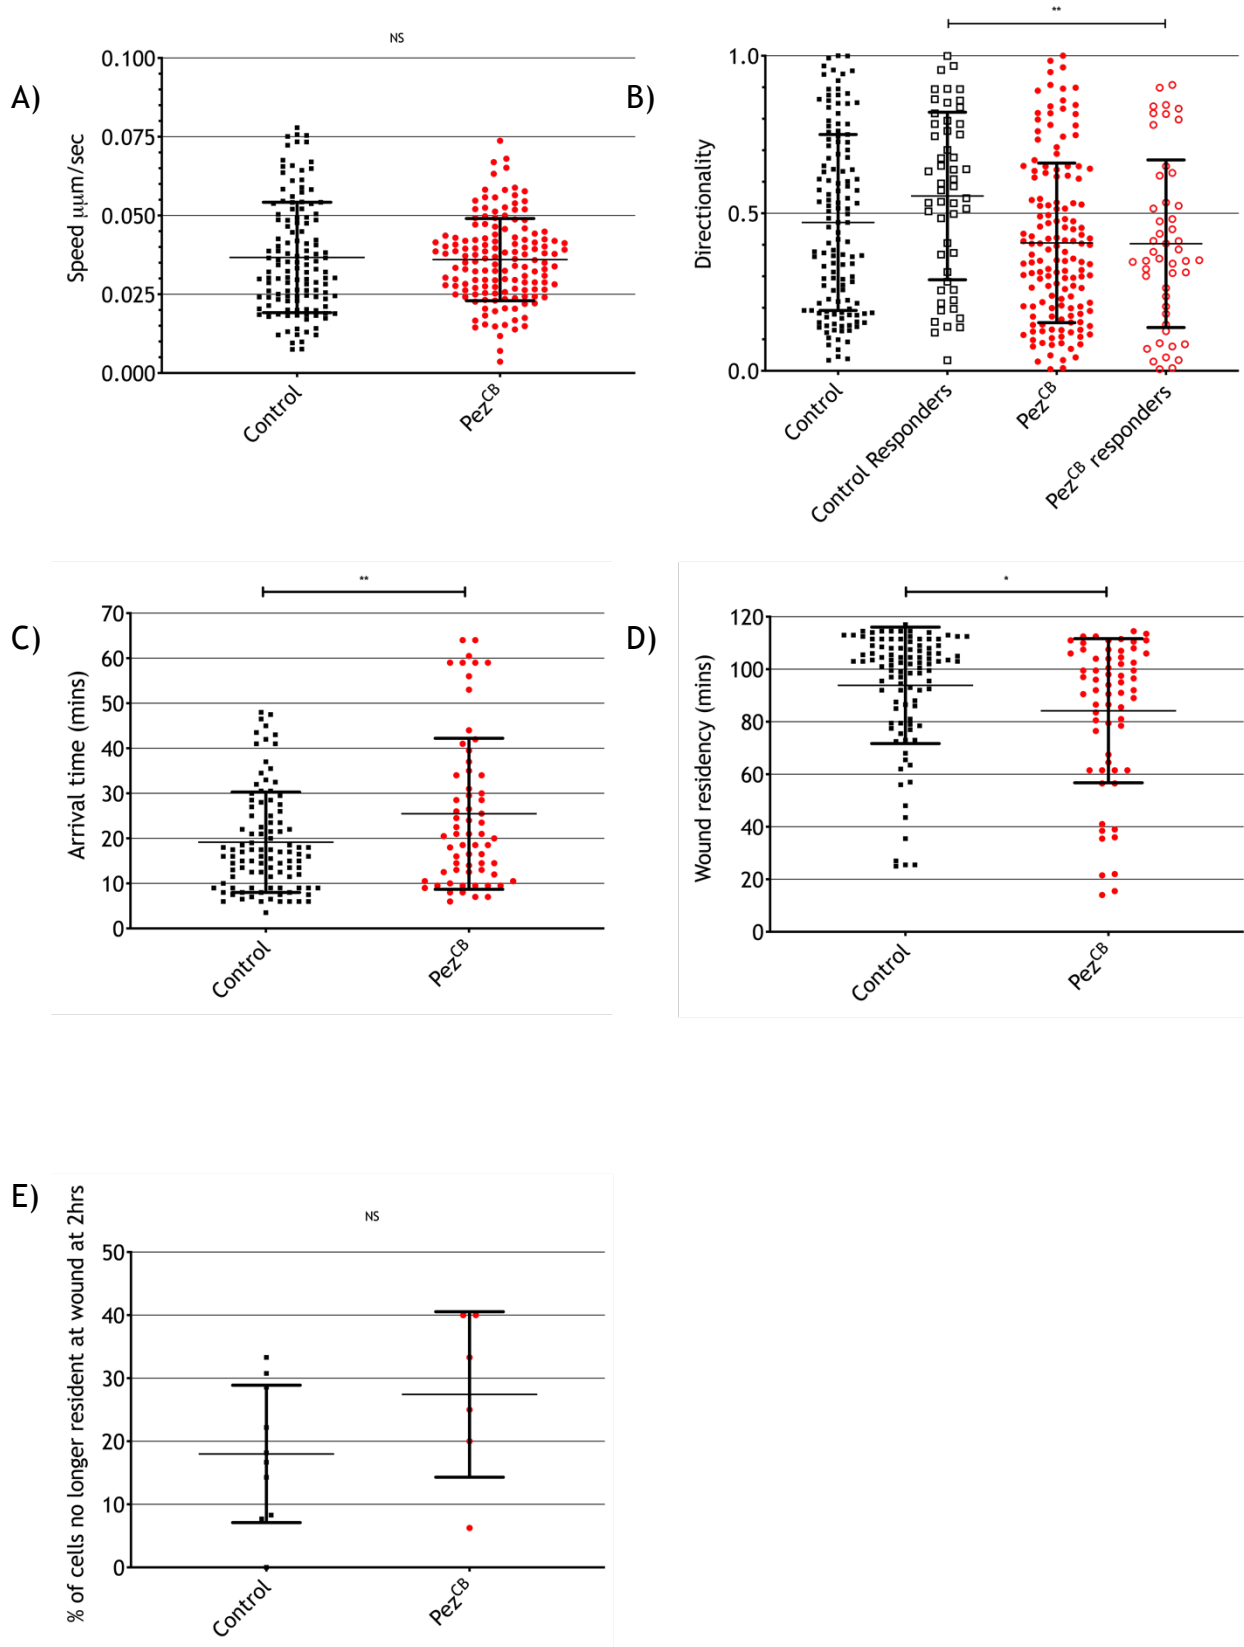 A)
NS
Speed μμm/sec
0.100
0.075
0.050
0.025
0.000
Control
Pez^CB
B)
**
Directionality
1.0
0.5
0.0
Control
Control Responders
Pez^CB
Pez^CB responders
C)
**
Arrival time (mins)
70
60
50
40
30
20
10
0
Control
Pez^CB
D)
*
Wound residency (mins)
120
100
80
60
40
20
0
Control
Pez^CB
E)
NS
% of cells no longer resident at wound at 2hrs
50
40
30
20
10
0
Control
Pez^CB